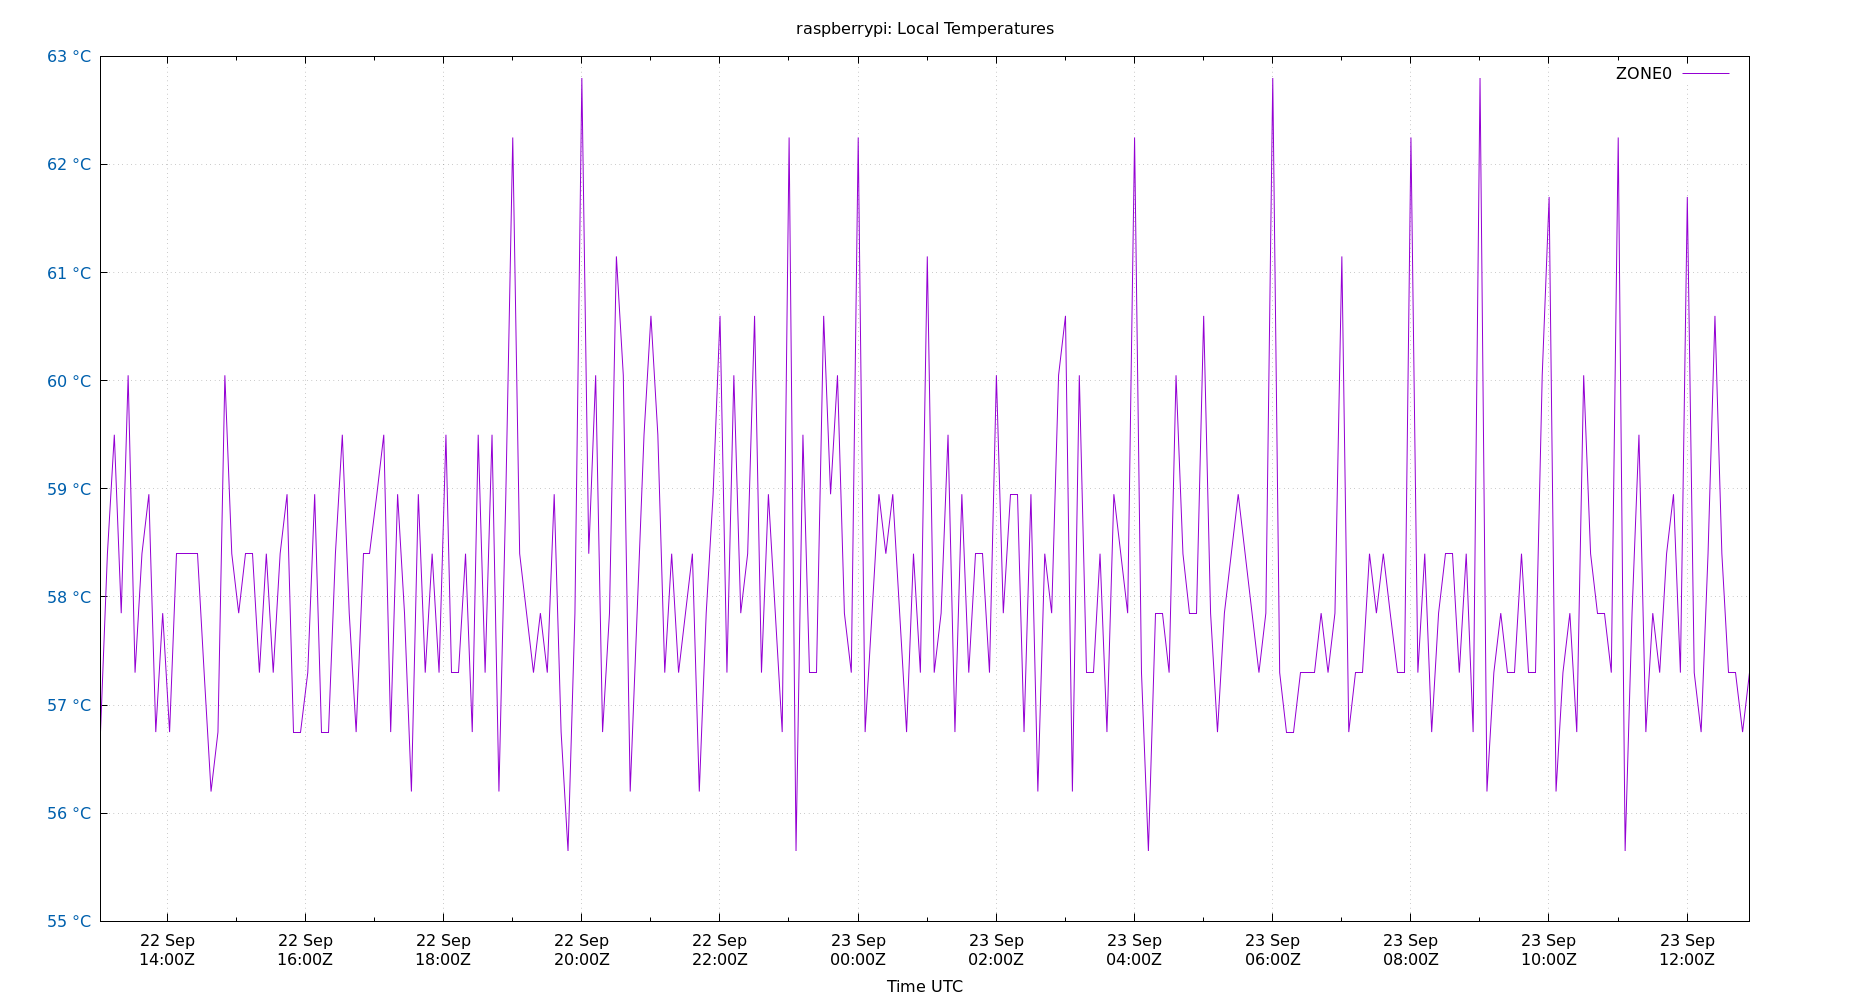 raspberrypi: Local Temperatures
63 °C
ZONE0
62 °C
61 °C
60 °C
59 °C
58 °C
57 °C
56 °C
55 °C
22 Sep 22 Sep 22 Sep 22 Sep 22 Sep 23 Sep 23 Sep 23 Sep 23 Sep 23 Sep 23 Sep 23 Sep
14:00Z 16:00Z 18:00Z 20:00Z 22:00Z 00:00Z 02:00Z 04:00Z 06:00Z 08:00Z 10:00Z 12:00Z
Time UTC